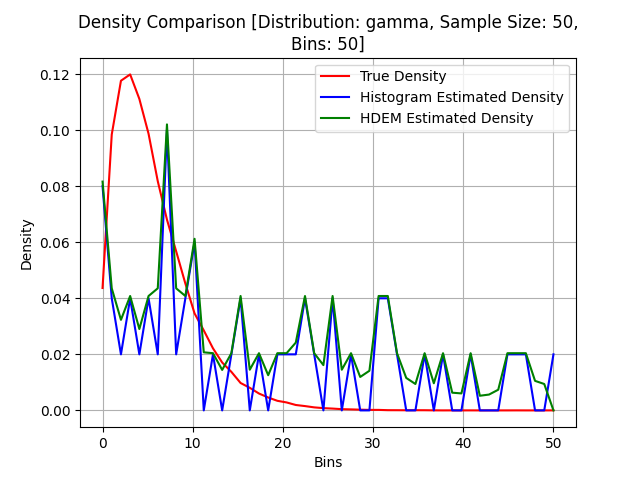 Density Comparison [Distribution: gamma, Sample Size: 50,
Bins: 50]
True Density
Histogram Estimated Density
HDEM Estimated Density
Density
0.12
0.10
0.08
0.06
0.04
0.02
0.00
0 10 20 30 40 50
Bins